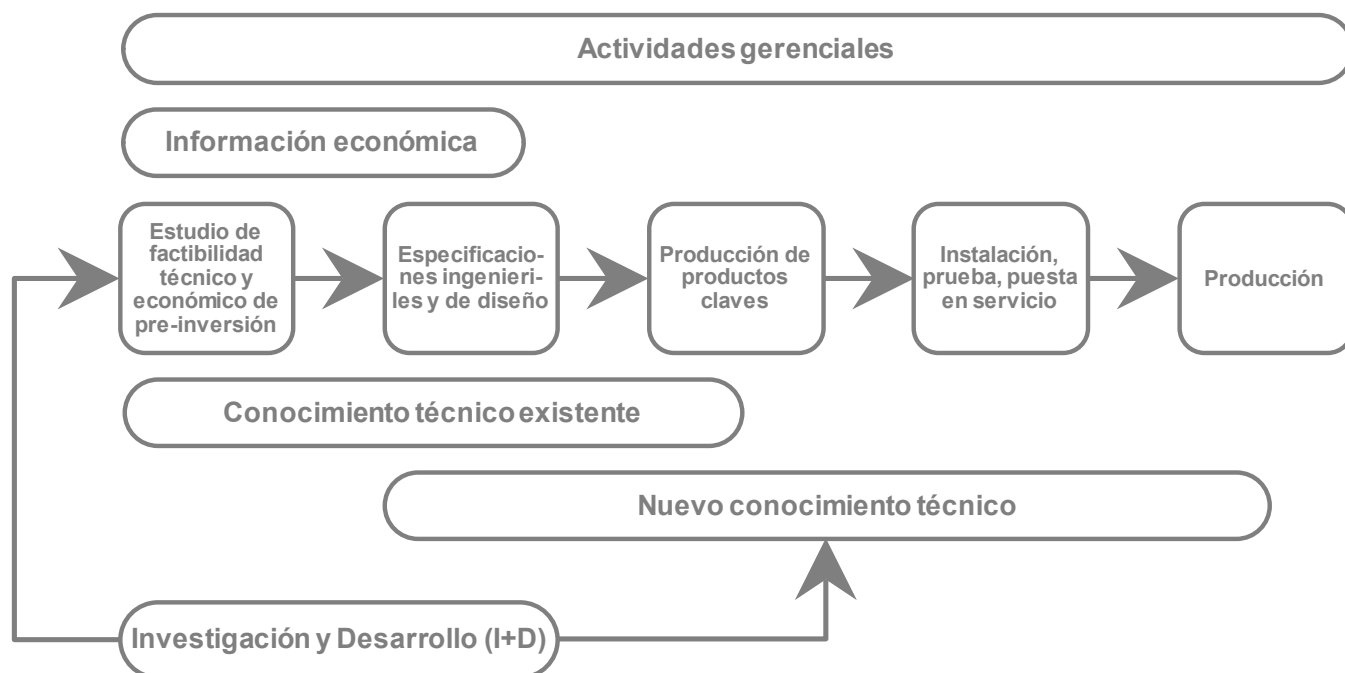 Actividades gerenciales
Información económica
Estudio de
factibilidad
técnico y
económico de
pre-inversión
Especificacio-
nes ingenieri-
les y de diseño
Producción de
productos
claves
Instalación,
prueba, puesta
en servicio
Producción
Conocimiento técnico existente
Nuevo conocimiento técnico
Investigación y Desarrollo (I+D)